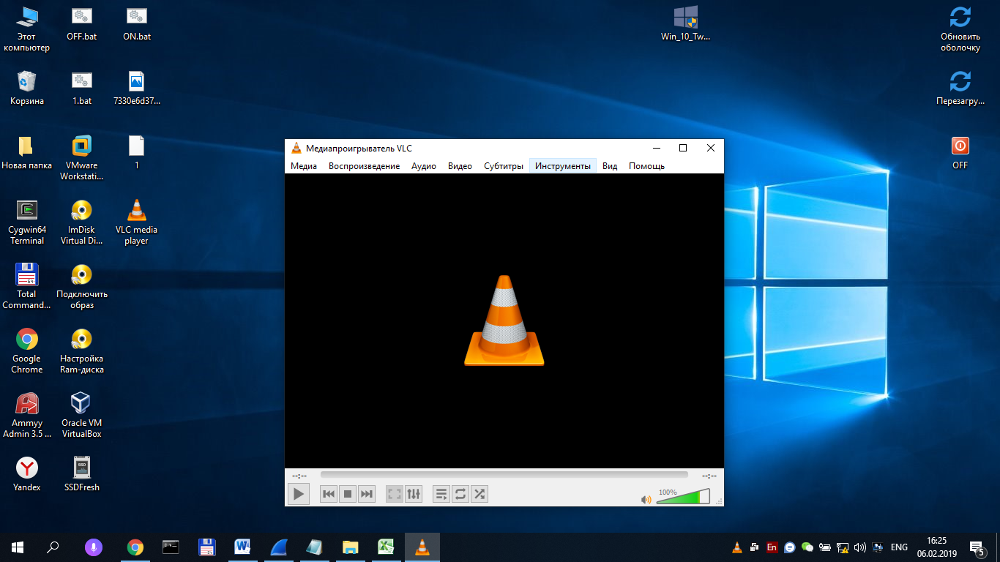 Этот
компьютер
OFF.bat
ON.bat
Win_10_Tw...
Обновить
оболочку
Корзина
1.bat
7330e6d37...
Перезагру...
Новая папка
VMware
Workstati...
1
OFF
Cygwin64
Terminal
ImDisk
Virtual Di...
VLC media
player
Total
Command...
Подключить
образ
Google
Chrome
Настройка
Ram-диска
Ammyy
Admin 3.5 ...
Oracle VM
VirtualBox
Yandex
SSDFresh
Медиапроигрыватель VLC
Медиа Воспроизведение Аудио Видео Субтитры Инструменты Вид Помощь
--:-- --:--
100%
En
ENG
16:25
06.02.2019
5